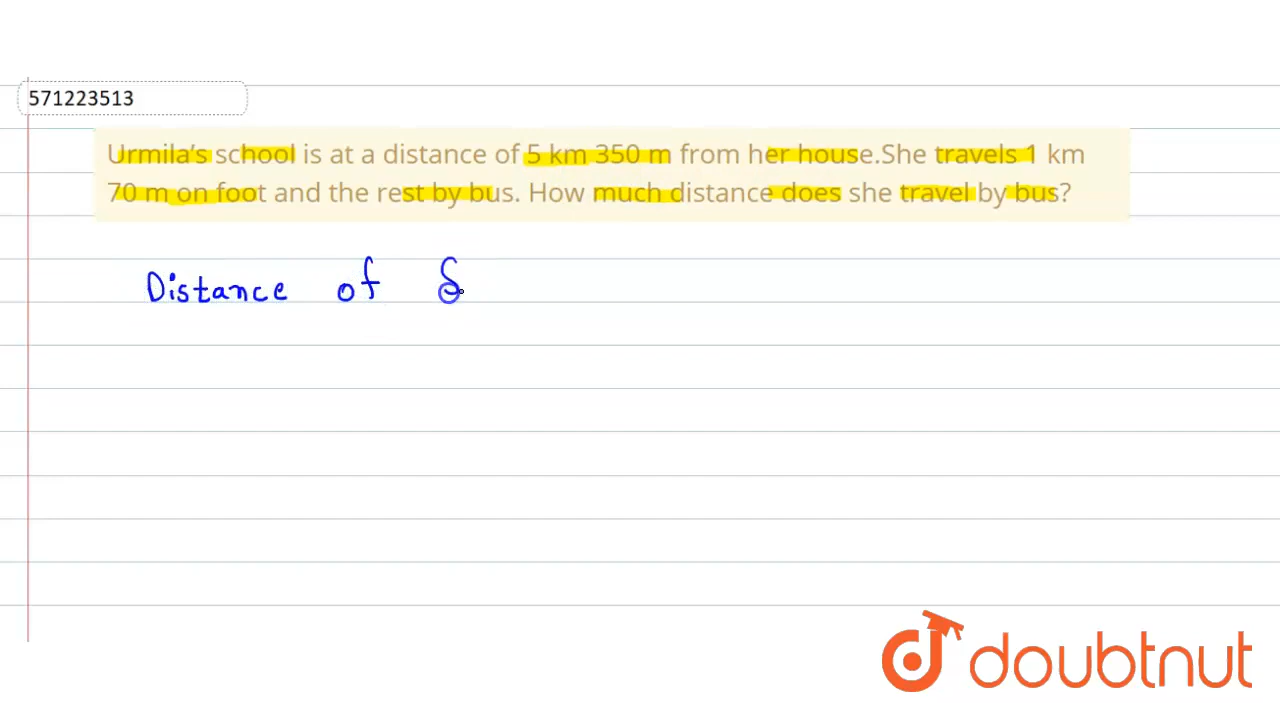 571223513
Urmila’s school is at a distance of 5 km 350 m from her house.She travels 1 km
70 m on foot and the rest by bus. How much distance does she travel by bus?
Distance of S
doubtnut